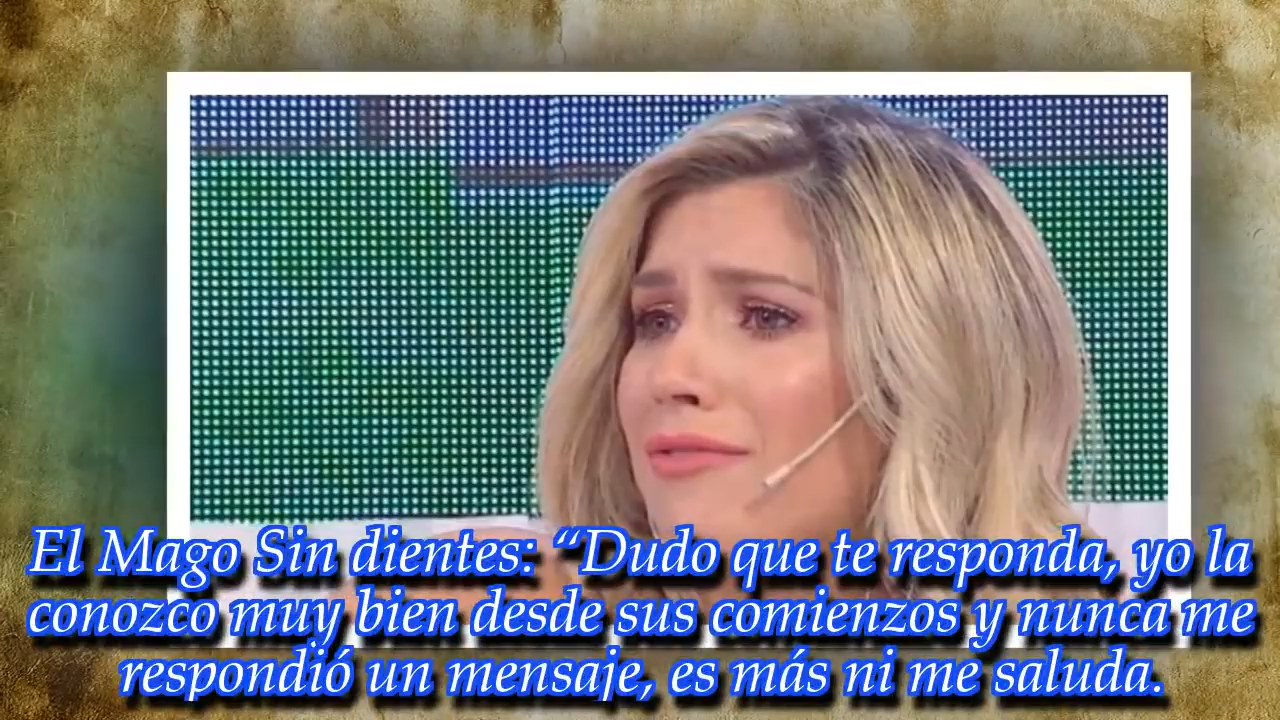 El Mago Sin dientes: “Dudo que te responda, yo la
conozco muy bien desde sus comienzos y nunca me
respondió un mensaje, es más ni me saluda.